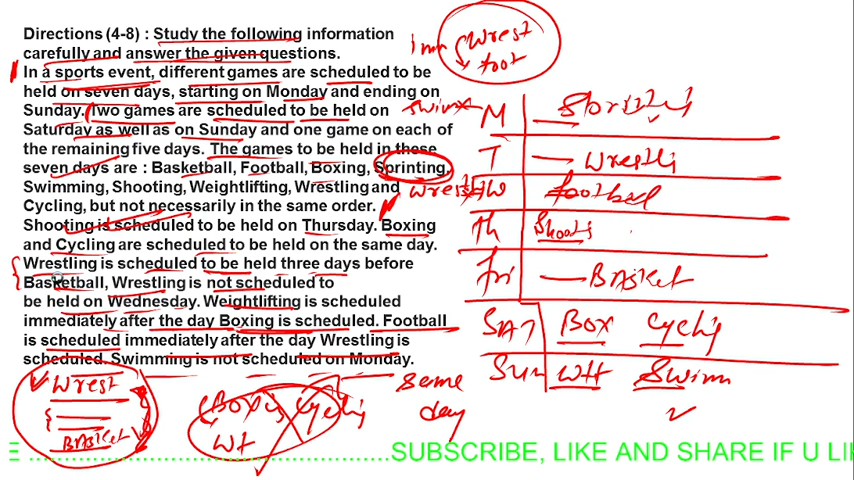 Directions (4-8) : Study the following information
carefully and answer the given questions.
In a sports event, different games are scheduled to be
held on seven days, starting on Monday and ending on
Sunday. Two games are scheduled to be held on
Saturday as well as on Sunday and one game on each of
the remaining five days. The games to be held in these
seven days are : Basketball, Football, Boxing, Sprinting,
Swimming, Shooting, Weightlifting, Wrestling and
Cycling, but not necessarily in the same order.
Shooting is scheduled to be held on Thursday. Boxing
and Cycling are scheduled to be held on the same day.
Wrestling is scheduled to be held three days before
Basketball, Wrestling is not scheduled to
be held on Wednesday. Weightlifting is scheduled
immediately after the day Boxing is scheduled. Football
is scheduled immediately after the day Wrestling is
scheduled. Swimming is not scheduled on Monday.
imm Wrest
foot
M
T
Wrest W football
Th
Fri Basket
SAT Box
Sun Wtt Swimm
Wrest
BASket
Wt
same
day
E ..................................................SUBSCRIBE, LIKE AND SHARE IF U LI